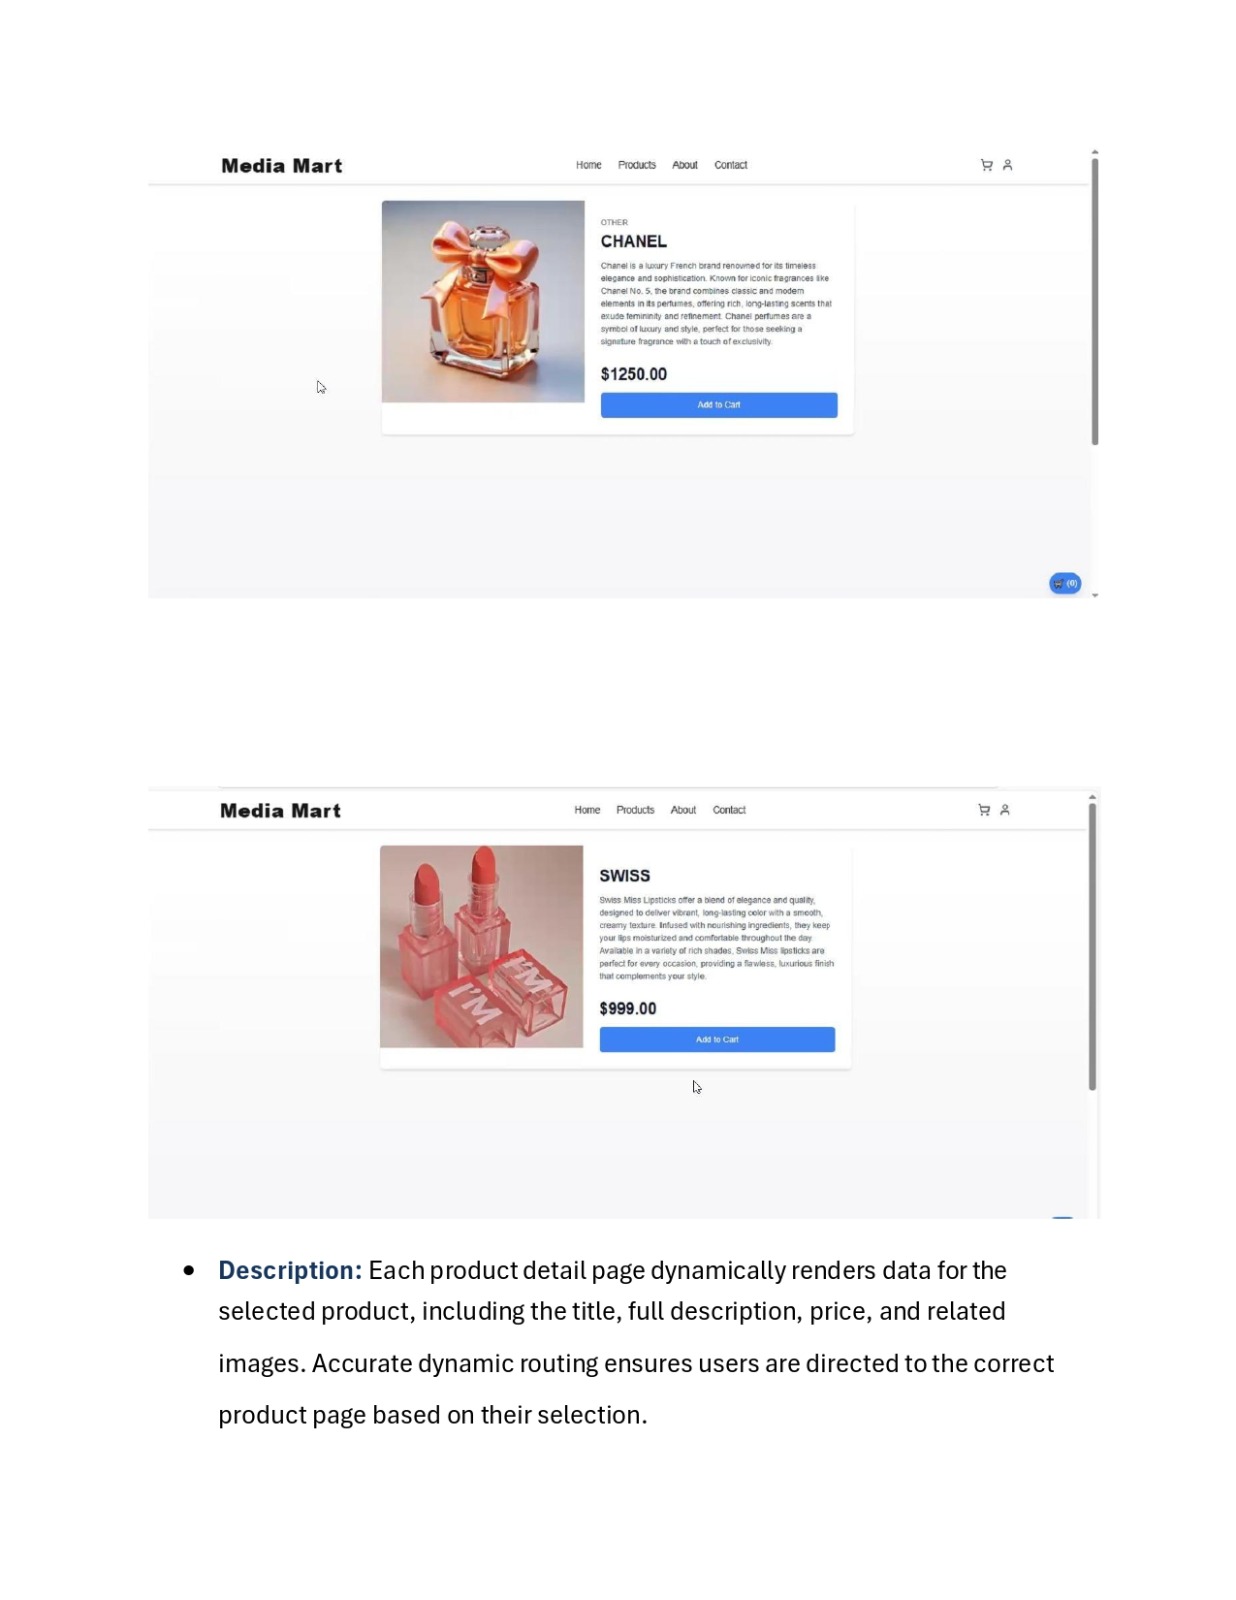 Media Mart
Home Products About Contact
OTHER
CHANEL
Chanel is a luxury French brand renowned for its timeless
elegance and sophistication. Known for iconic fragrances like
Chanel No. 5, the brand combines classic and modern
elements in its perfumes, offering rich, long-lasting scents that
exude femininity and refinement. Chanel perfumes are a
symbol of luxury and style, perfect for those seeking a
signature fragrance with a touch of exclusivity.
$1250.00
Add to Cart
(0)
Media Mart
Home Products About Contact
I'M
I'M
SWISS
Swiss Miss Lipsticks offer a blend of elegance and quality,
designed to deliver vibrant, long-lasting color with a smooth,
creamy texture. Infused with nourishing ingredients, they keep
your lips moisturized and comfortable throughout the day.
Available in a variety of rich shades, Swiss Miss lipsticks are
perfect for every occasion, providing a flawless, luxurious finish
that complements your style.
$999.00
Add to Cart
• Description: Each product detail page dynamically renders data for the
selected product, including the title, full description, price, and related
images. Accurate dynamic routing ensures users are directed to the correct
product page based on their selection.